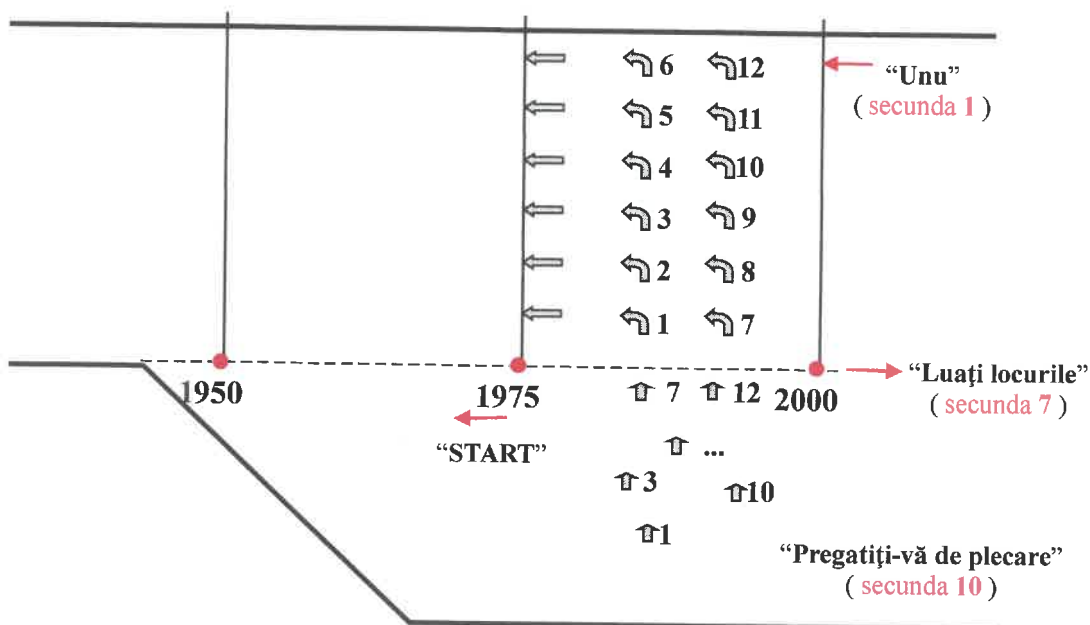 6 12
“Unu”
( secunda 1 )
5 11
4 10
3 9
2 8
1 7
“Luați locurile”
( secunda 7 )
1950 1975 2000
7 12
“START”
...
3 10
1
“Pregatiţi-vă de plecare”
( secunda 10 )